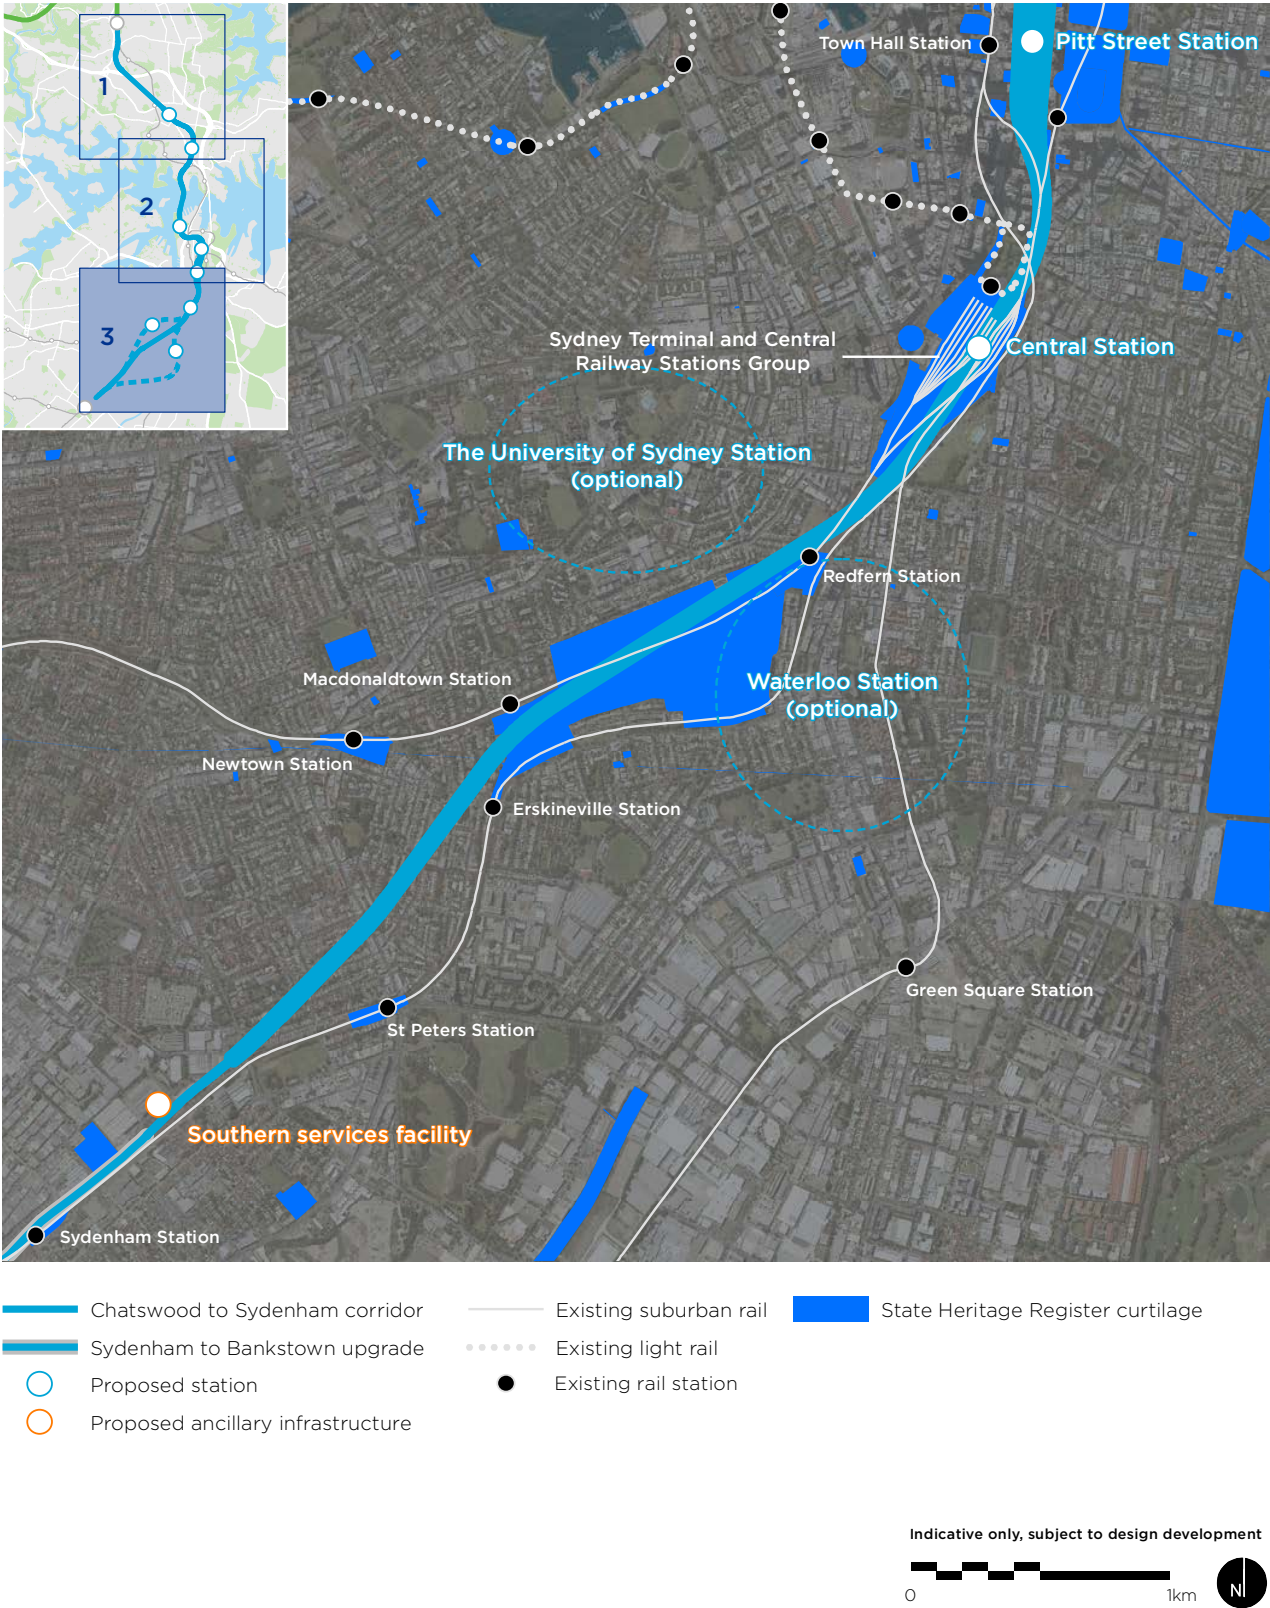 1
2
3
Town Hall Station
Pitt Street Station
Sydney Terminal and Central
Railway Stations Group
Central Station
The University of Sydney Station
(optional)
Redfern Station
Macdonaldtown Station
Waterloo Station
(optional)
Newtown Station
Erskineville Station
Green Square Station
St Peters Station
Southern services facility
Sydenham Station
Chatswood to Sydenham corridor
Sydenham to Bankstown upgrade
Proposed station
Proposed ancillary infrastructure
Existing suburban rail
Existing light rail
Existing rail station
State Heritage Register curtilage
Indicative only, subject to design development
0
1km
N